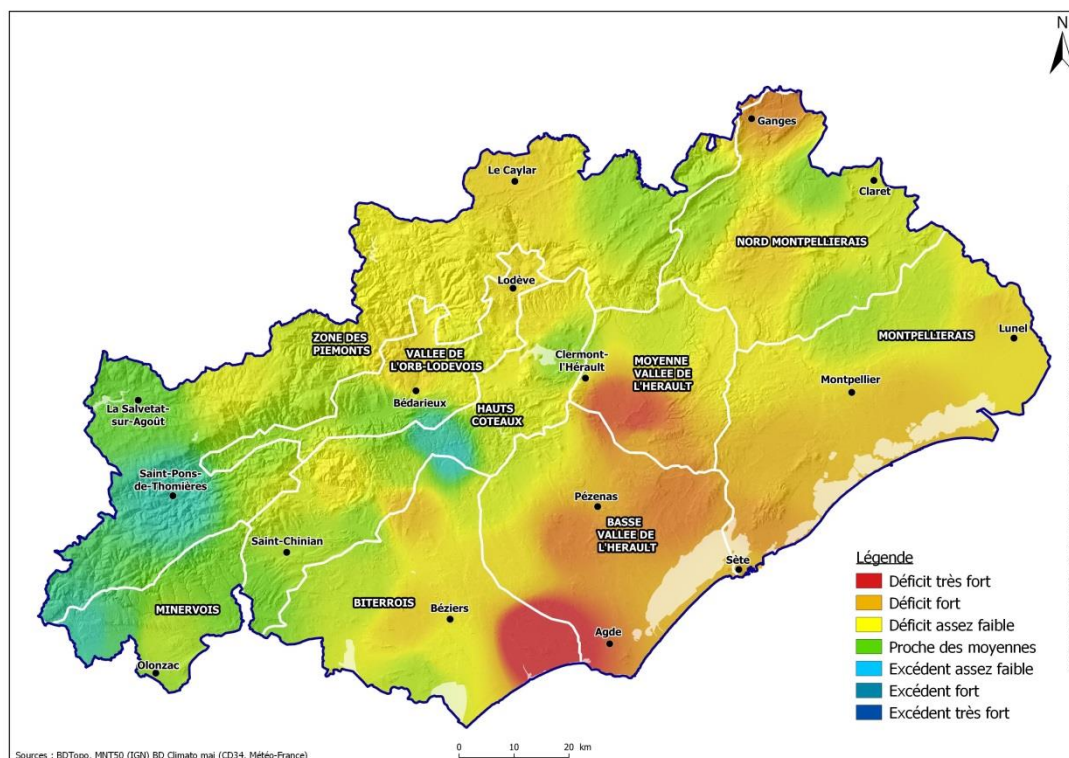 N
Ganges
Le Caylar
Claret
NORD MONTPELLIERAIS
Lodève
ZONE DES
PIEMONTS
VALLEE DE
L'ORB-LODEVOIS
MONTPELLIERAIS
Lunel
Clermont-
l'Hérault
MOYENNE
VALLEE DE
L'HERAULT
Montpellier
La Salvetat-
sur-Agoût
Bédarieux
HAUTS
COTEAUX
Saint-Pons-
de-Thomières
Pézenas
BASSE
VALLEE DE
L'HERAULT
Saint-Chinian
Sète
MINERVOIS
BITERROIS
Béziers
Agde
Olonzac
Légende
Déficit très fort
Déficit fort
Déficit assez faible
Proche des moyennes
Excédent assez faible
Excédent fort
Excédent très fort
0 10 20 km
Sources : BDTopo, MNT50 (IGN) BD Climato mai (CD34, Météo-France)